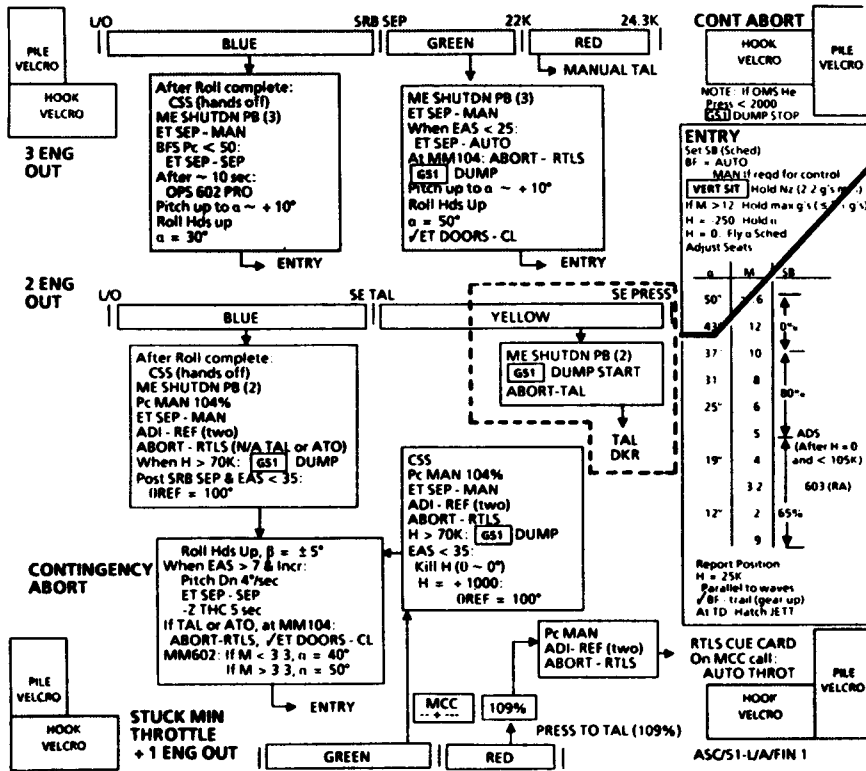 L/O SRB SEP 22K 24.3K
BLUE GREEN RED
MANUAL TAL
CONT ABORT
PILE VELCRO
HOOK VELCRO
HOOK VELCRO
PILE VELCRO
NOTE: If OMS He
Press < 2000
GS1 DUMP STOP
3 ENG OUT
After Roll complete:
CSS (hands off)
ME SHUTDN PB (3)
ET SEP - MAN
BFS Pc < 50:
ET SEP - SEP
After ~ 10 sec:
OPS 602 PRO
Pitch up to α ~ + 10°
Roll Hds up
α = 30°
ENTRY
ME SHUTDN PB (3)
ET SEP - MAN
When EAS < 25:
ET SEP - AUTO
At MM104: ABORT - RTLS
GS1 DUMP
Pitch up to α ~ + 10°
Roll Hds Up
α = 50°
√ET DOORS - CL
ENTRY
ENTRY
Set SB (Sched)
BF = AUTO
MAN if reqd for control
VERT SIT Hold Nz (2.2 g's
If M > 12 Hold max g's (≤ g's)
H = -250 Hold α
H = 0. Fly α Sched
Adjust Seats
α M SB
50° 6
43° 12 0%
37 10
31 8 80%
25° 6
5 ADS
(After H = 0
19° 4 and < 105K)
3.2 603 (RA)
12° 2 65%
9
Report Position
H = 25K
Parallel to waves
√BF - trail (gear up)
At TD Hatch JETT
2 ENG OUT
L/O SE TAL SE PRESS
BLUE YELLOW
After Roll complete:
CSS (hands off)
ME SHUTDN PB (2)
Pc MAN 104%
ET SEP - MAN
ADI - REF (two)
ABORT - RTLS (N/A TAL or ATO)
When H > 70K: GS1 DUMP
Post SRB SEP & EAS < 35:
θREF = 100°
ME SHUTDN PB (2)
GS1 DUMP START
ABORT-TAL
TAL
DKR
CSS
Pc MAN 104%
ET SEP - MAN
ADI - REF (two)
ABORT - RTLS
H > 70K: GS1 DUMP
EAS < 35:
Kill H (θ ~ 0°)
H = + 1000:
θREF = 100°
CONTINGENCY ABORT
Roll Hds Up, β = ± 5°
When EAS > 7 & Incr:
Pitch Dn 4°/sec
ET SEP - SEP
-Z THC 5 sec
If TAL or ATO, at MM104:
ABORT-RTLS, √ET DOORS - CL
MM602: If M < 3.3, α = 40°
If M > 3.3, α = 50°
ENTRY
Pc MAN
ADI- REF (two)
ABORT - RTLS
RTLS CUE CARD
On MCC call:
AUTO THROT
PILE VELCRO
HOOK VELCRO
STUCK MIN
THROTTLE
+ 1 ENG OUT
MCC
-- + ---
109%
PRESS TO TAL (109%)
GREEN RED
HOOK VELCRO
PILE VELCRO
ASC/51-L/A/FIN 1